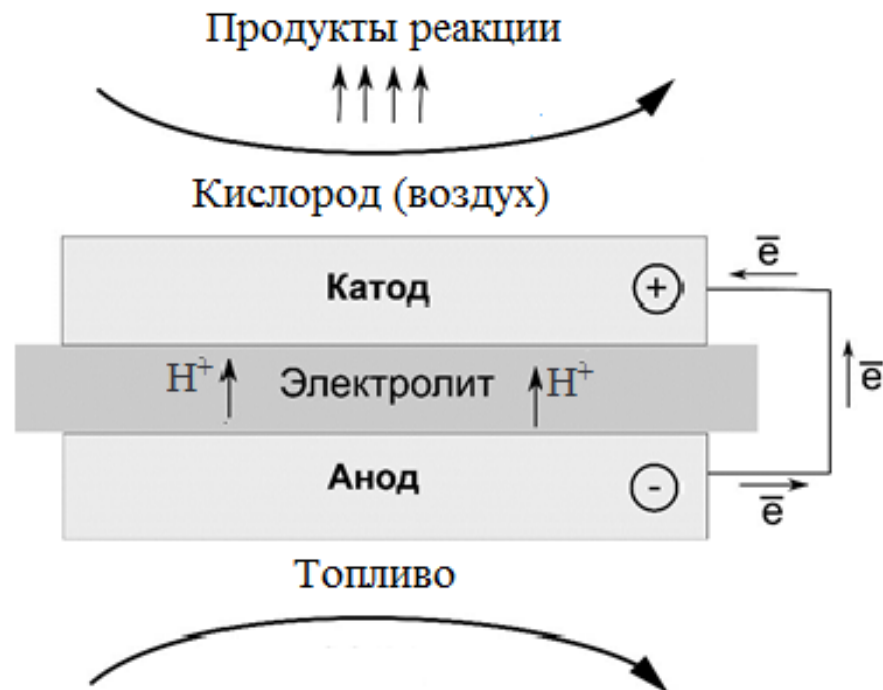 Продукты реакции
Кислород (воздух)
Катод
+
e̅
H⁺
Электролит
H⁺
e̅
Анод
-
e̅
Топливо